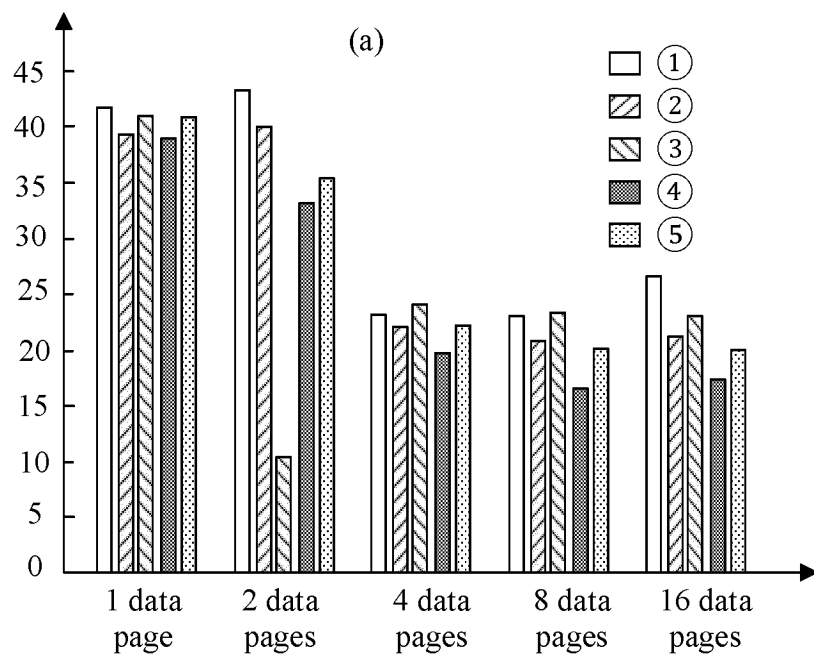 (a)
45
40
35
30
25
20
15
10
5
0
①
②
③
④
⑤
1 data
page
2 data
pages
4 data
pages
8 data
pages
16 data
pages